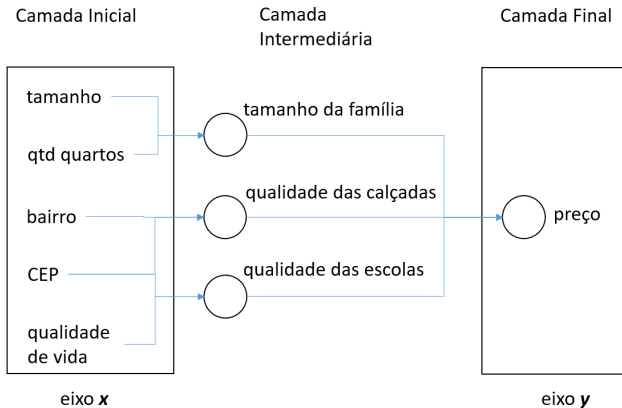 Camada Inicial
Camada
Intermediária
Camada Final
tamanho
qtd quartos
bairro
CEP
qualidade
de vida
tamanho da família
qualidade das calçadas
qualidade das escolas
preço
eixo x
eixo y